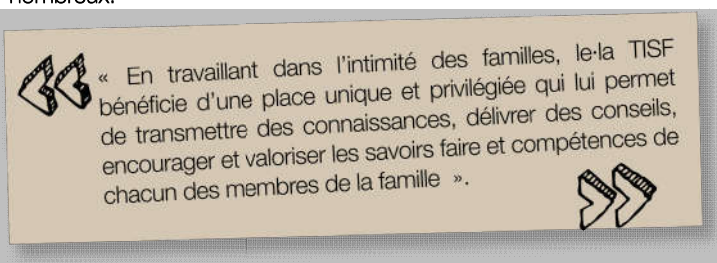 nombreux.
« En travaillant dans l'intimité des familles, le·la TISF
bénéficie d'une place unique et privilégiée qui lui permet
de transmettre des connaissances, délivrer des conseils,
encourager et valoriser les savoirs faire et compétences de
chacun des membres de la famille ».